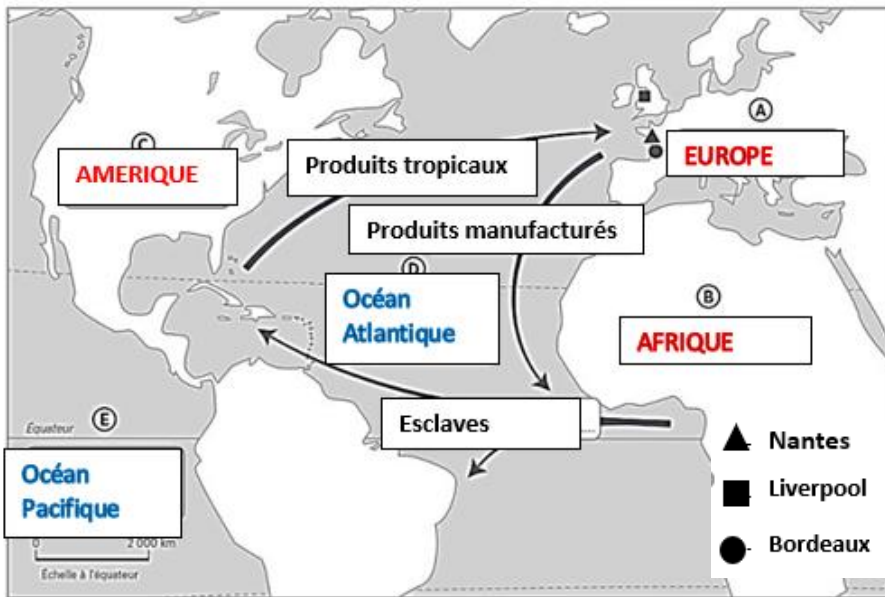 Ⓐ
Ⓒ
EUROPE
AMERIQUE
Produits tropicaux
Produits manufacturés
Ⓓ
Océan
Atlantique
Ⓑ
AFRIQUE
Esclaves
Ⓔ
Équateur
Océan
Pacifique
0 2 000 km
Échelle à l'équateur
Nantes
Liverpool
Bordeaux